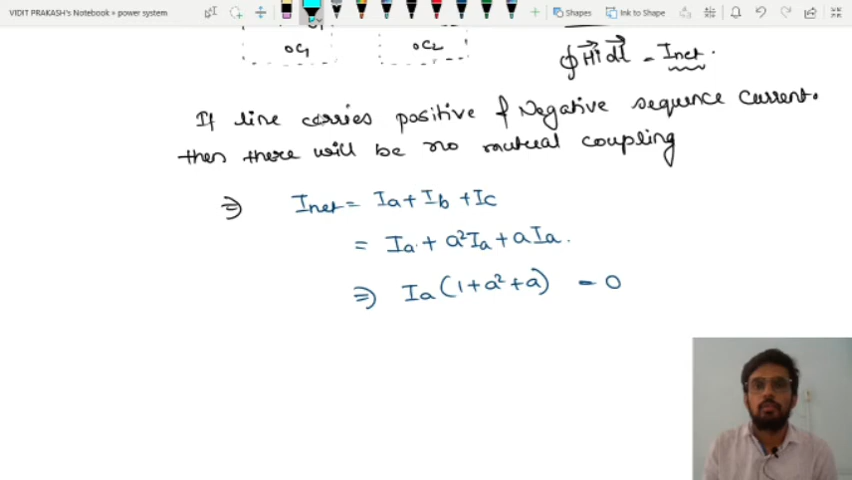 VIDIT PRAKASH's Notebook » power system
Shapes
Ink to Shape
oC₁ oC₂
∮H⃗i dl⃗ = Inet.
If line carries positive & Negative sequence current.
then there will be no mutual coupling
⇒ Inet = Ia + Ib + Ic
= Ia + a²Ia + aIa.
⇒ Ia (1 + a² + a) = 0